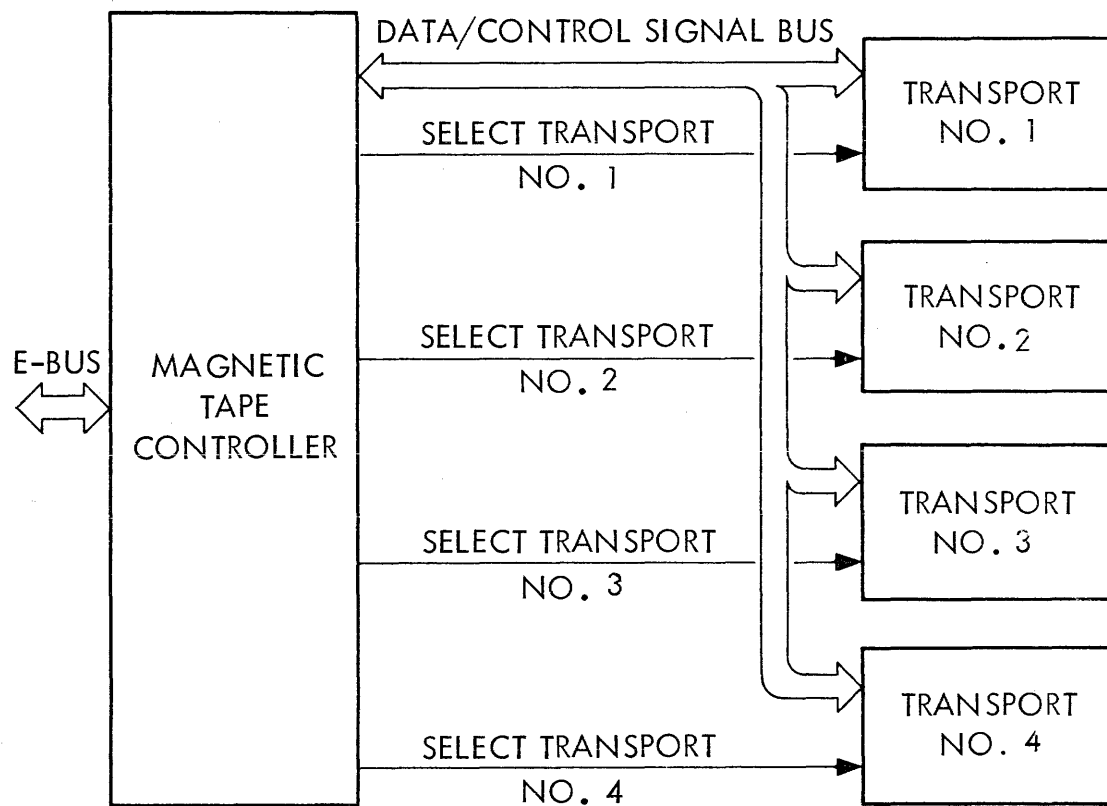 DATA/CONTROL SIGNAL BUS
TRANSPORT
NO. 1
SELECT TRANSPORT
NO. 1
TRANSPORT
NO. 2
SELECT TRANSPORT
NO. 2
E-BUS
MAGNETIC
TAPE
CONTROLLER
TRANSPORT
NO. 3
SELECT TRANSPORT
NO. 3
TRANSPORT
NO. 4
SELECT TRANSPORT
NO. 4